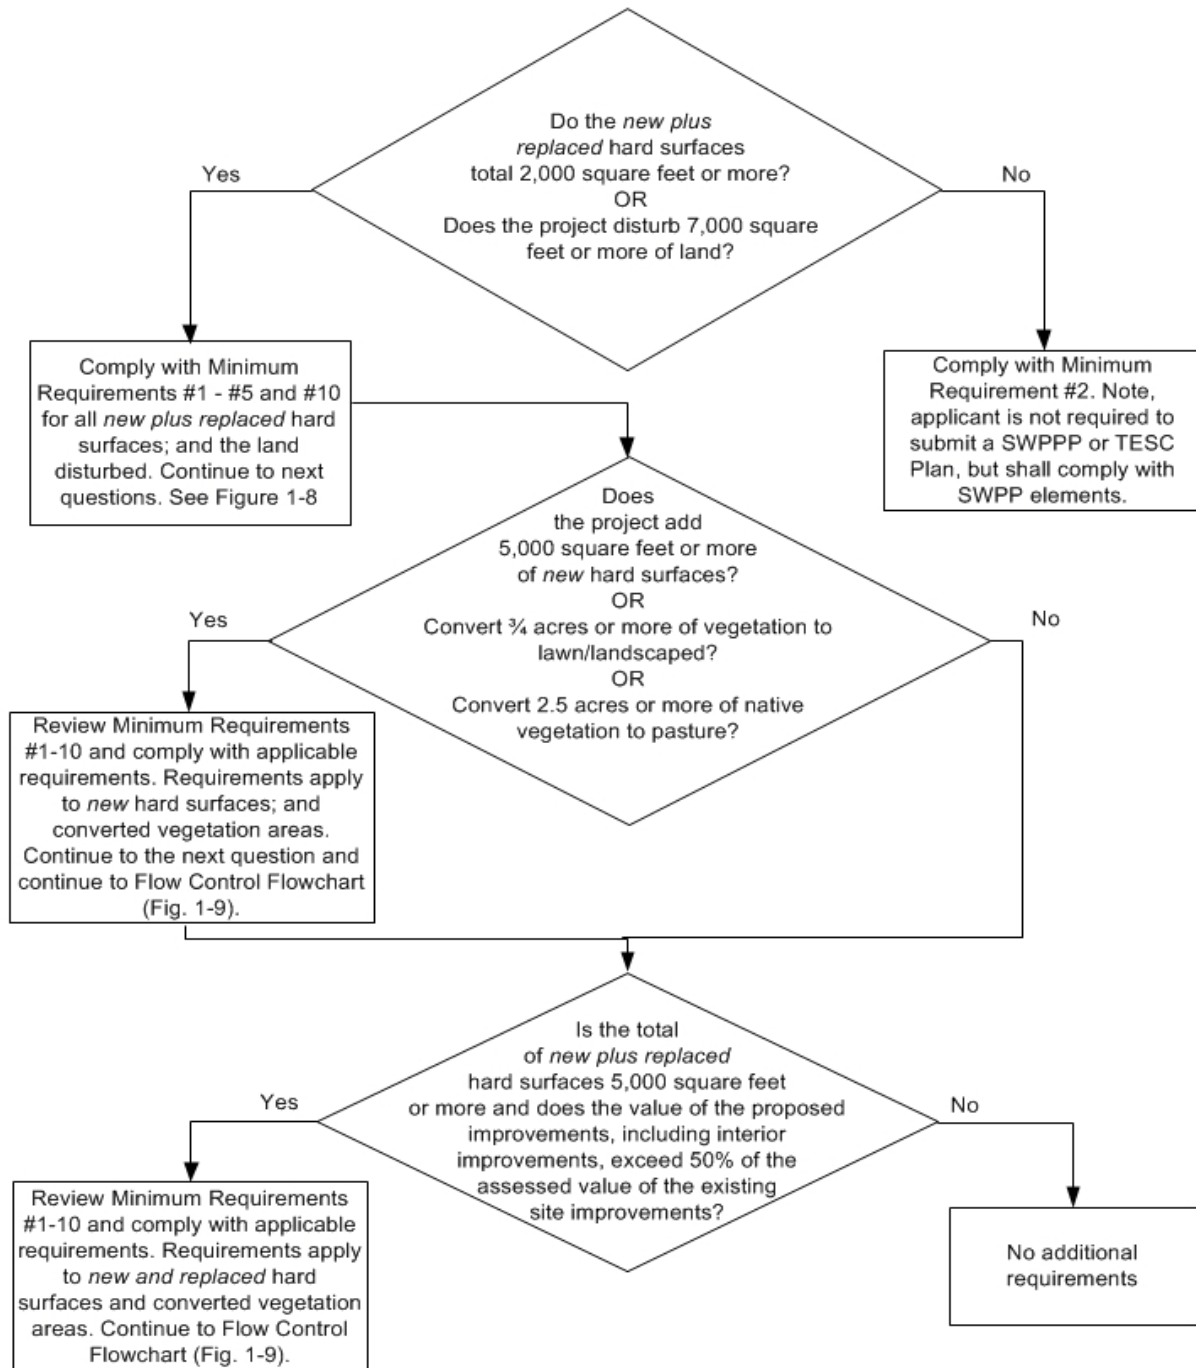 Do the new plus
replaced hard surfaces
total 2,000 square feet or more?
OR
Does the project disturb 7,000 square
feet or more of land?
Yes
No
Comply with Minimum
Requirements #1 - #5 and #10
for all new plus replaced hard
surfaces; and the land
disturbed. Continue to next
questions. See Figure 1-8
Comply with Minimum
Requirement #2. Note,
applicant is not required to
submit a SWPPP or TESC
Plan, but shall comply with
SWPP elements.
Does
the project add
5,000 square feet or more
of new hard surfaces?
OR
Convert ¾ acres or more of vegetation to
lawn/landscaped?
OR
Convert 2.5 acres or more of native
vegetation to pasture?
Yes
No
Review Minimum Requirements
#1-10 and comply with applicable
requirements. Requirements apply
to new hard surfaces; and
converted vegetation areas.
Continue to the next question and
continue to Flow Control Flowchart
(Fig. 1-9).
Is the total
of new plus replaced
hard surfaces 5,000 square feet
or more and does the value of the proposed
improvements, including interior
improvements, exceed 50% of the
assessed value of the existing
site improvements?
Yes
No
Review Minimum Requirements
#1-10 and comply with applicable
requirements. Requirements apply
to new and replaced hard
surfaces and converted vegetation
areas. Continue to Flow Control
Flowchart (Fig. 1-9).
No additional
requirements